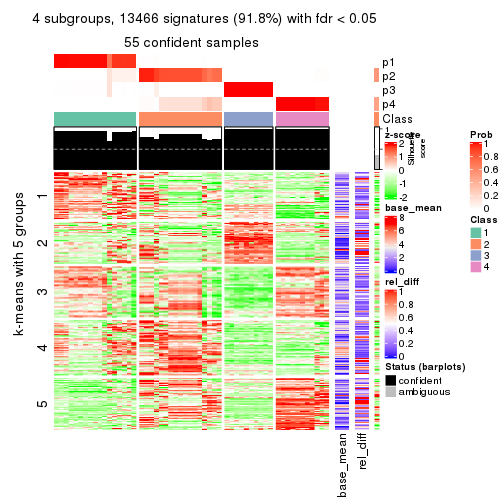 4 subgroups, 13466 signatures (91.8%) with fdr < 0.05
55 confident samples
p1
p2
p3
p4
Class
k-means with 5 groups
1
2
3
4
5
base_mean
rel_diff
1
Silhouette
score
z-score
2
1
0
-1
-2
base_mean
8
6
4
2
0
rel_diff
1
0.8
0.6
0.4
0.2
0
Status (barplots)
confident
ambiguous
Prob
1
0.8
0.6
0.4
0.2
0
Class
1
2
3
4